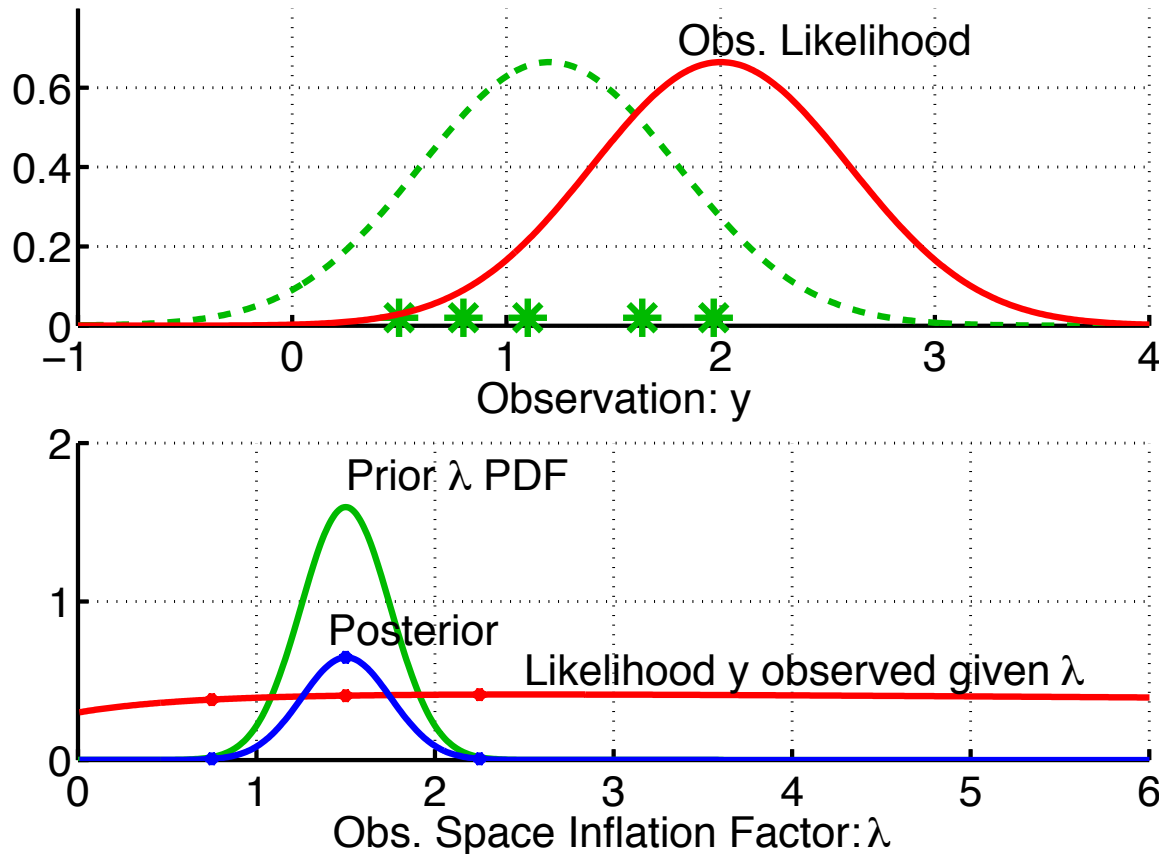 Obs. Likelihood
0.6
0.4
0.2
0
−1 0 1 2 3 4
Observation: y
2
Prior λ PDF
1
Posterior
Likelihood y observed given λ
0
0 1 2 3 4 5 6
Obs. Space Inflation Factor: λ